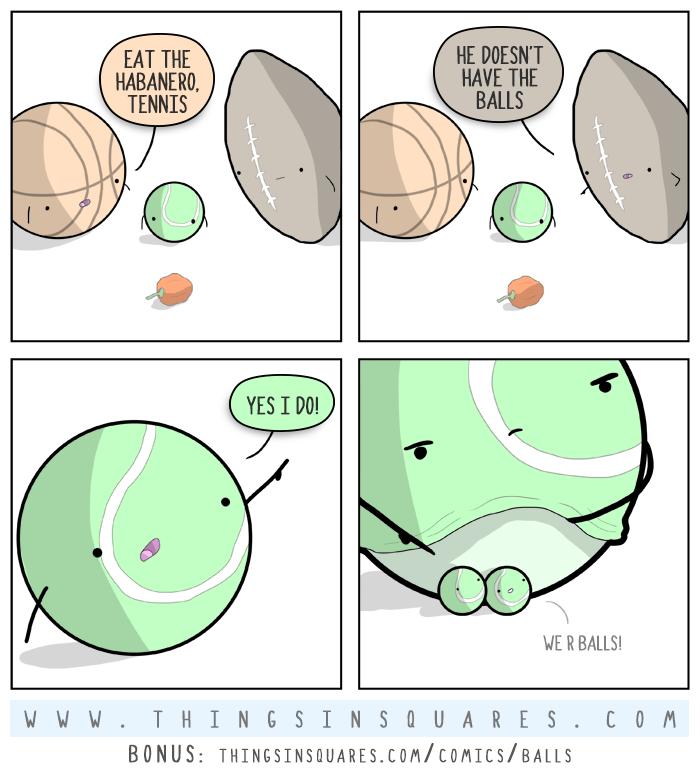 EAT THE
HABANERO,
TENNIS
HE DOESN'T
HAVE THE
BALLS
YES I DO!
WE R BALLS!
WWW.THINGSINSQUARES.COM
BONUS: THINGSINSQUARES.COM/COMICS/BALLS